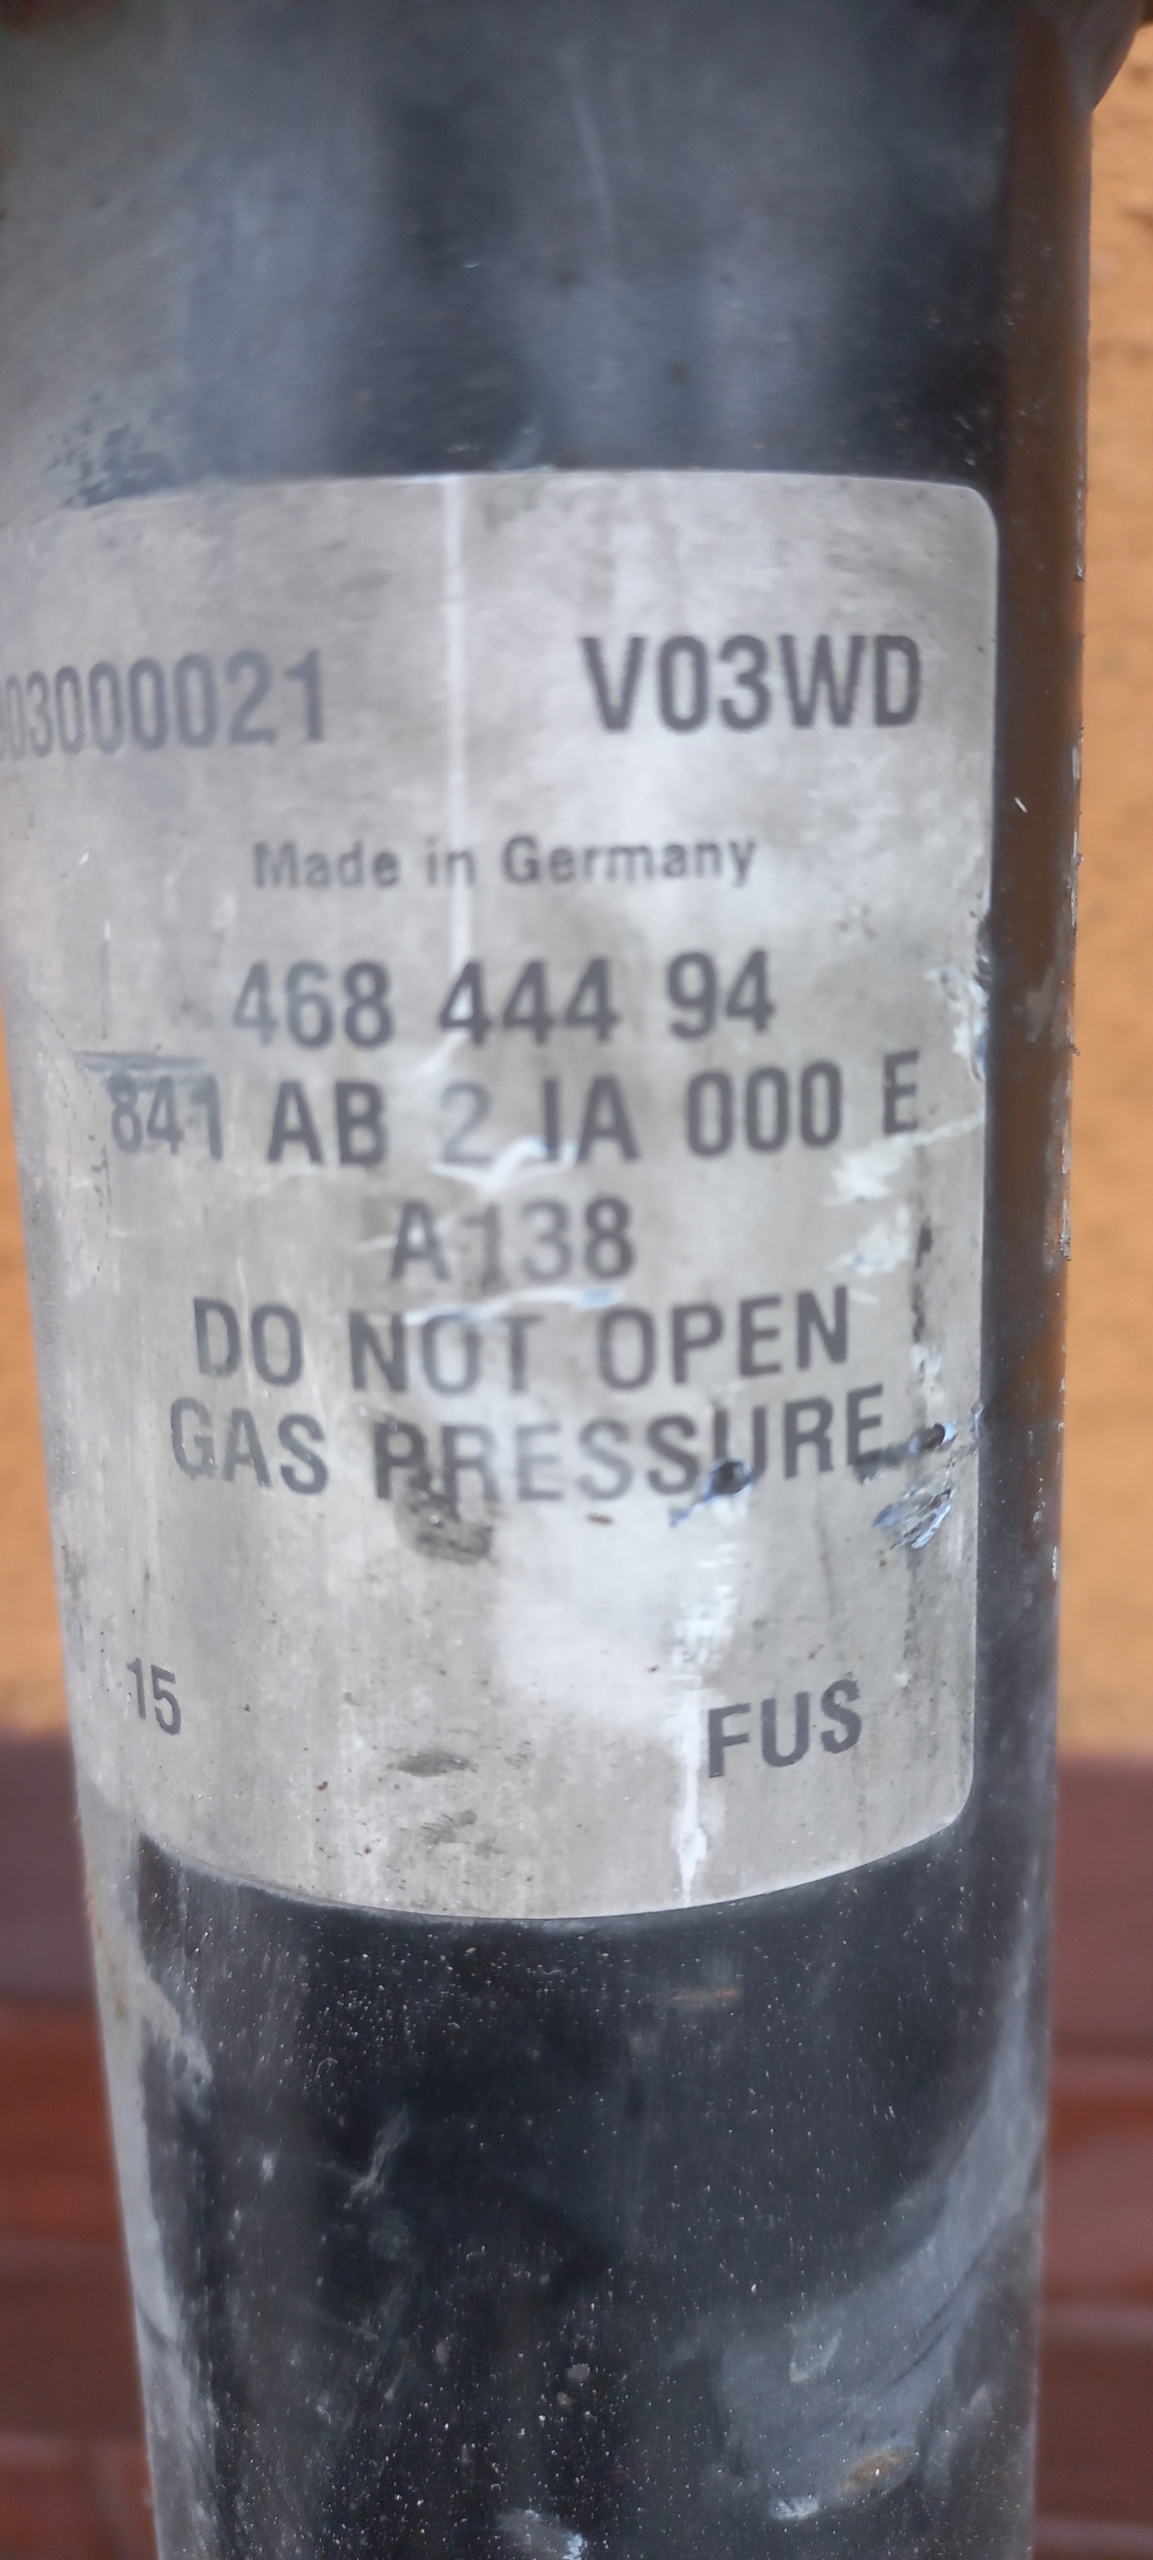 03000021 V03WD
Made in Germany
468 444 94
841 AB 2 IA 000 E
A 138
DO NOT OPEN
GAS PRESSURE
15 FUS